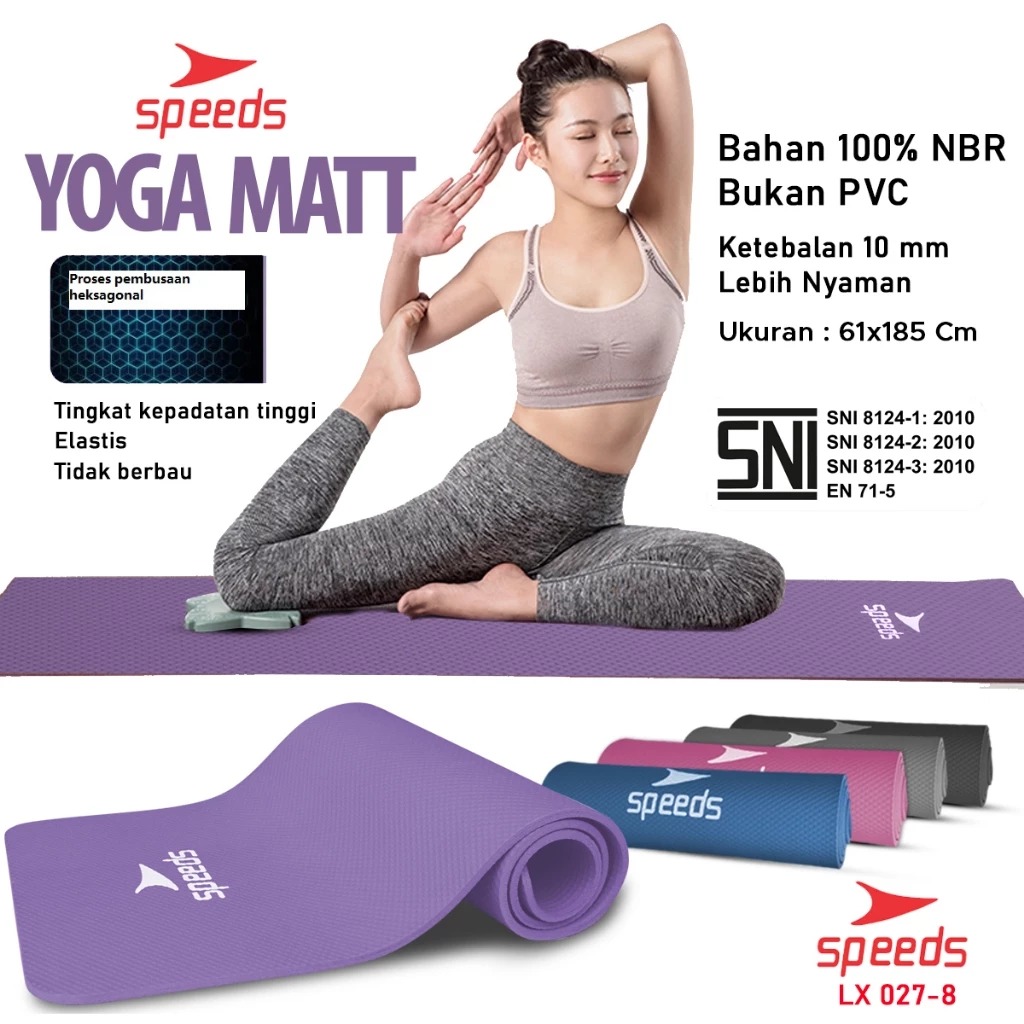 speeds
YOGA MATT
Proses pembusaan
heksagonal
Tingkat kepadatan tinggi
Elastis
Tidak berbau
Bahan 100% NBR
Bukan PVC
Ketebalan 10 mm
Lebih Nyaman
Ukuran : 61x185 Cm
SNI
SNI 8124-1: 2010
SNI 8124-2: 2010
SNI 8124-3: 2010
EN 71-5
speeds
speeds
speeds
speeds
LX 027-8